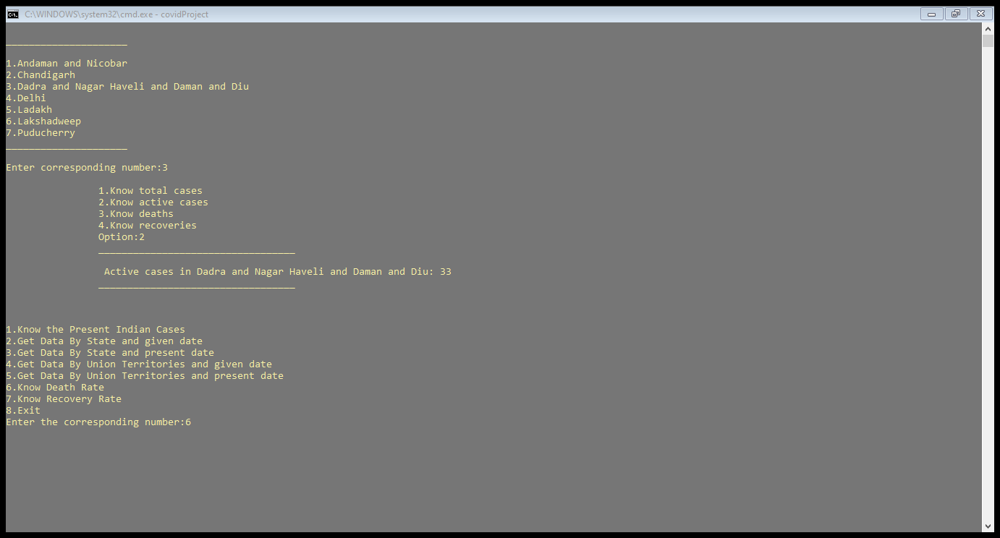 C:\WINDOWS\system32\cmd.exe - covidProject
_____________________
1.Andaman and Nicobar
2.Chandigarh
3.Dadra and Nagar Haveli and Daman and Diu
4.Delhi
5.Ladakh
6.Lakshadweep
7.Puducherry
_____________________
Enter corresponding number:3
1.Know total cases
2.Know active cases
3.Know deaths
4.Know recoveries
Option:2
__________________________________
Active cases in Dadra and Nagar Haveli and Daman and Diu: 33
__________________________________
1.Know the Present Indian Cases
2.Get Data By State and given date
3.Get Data By State and present date
4.Get Data By Union Territories and given date
5.Get Data By Union Territories and present date
6.Know Death Rate
7.Know Recovery Rate
8.Exit
Enter the corresponding number:6